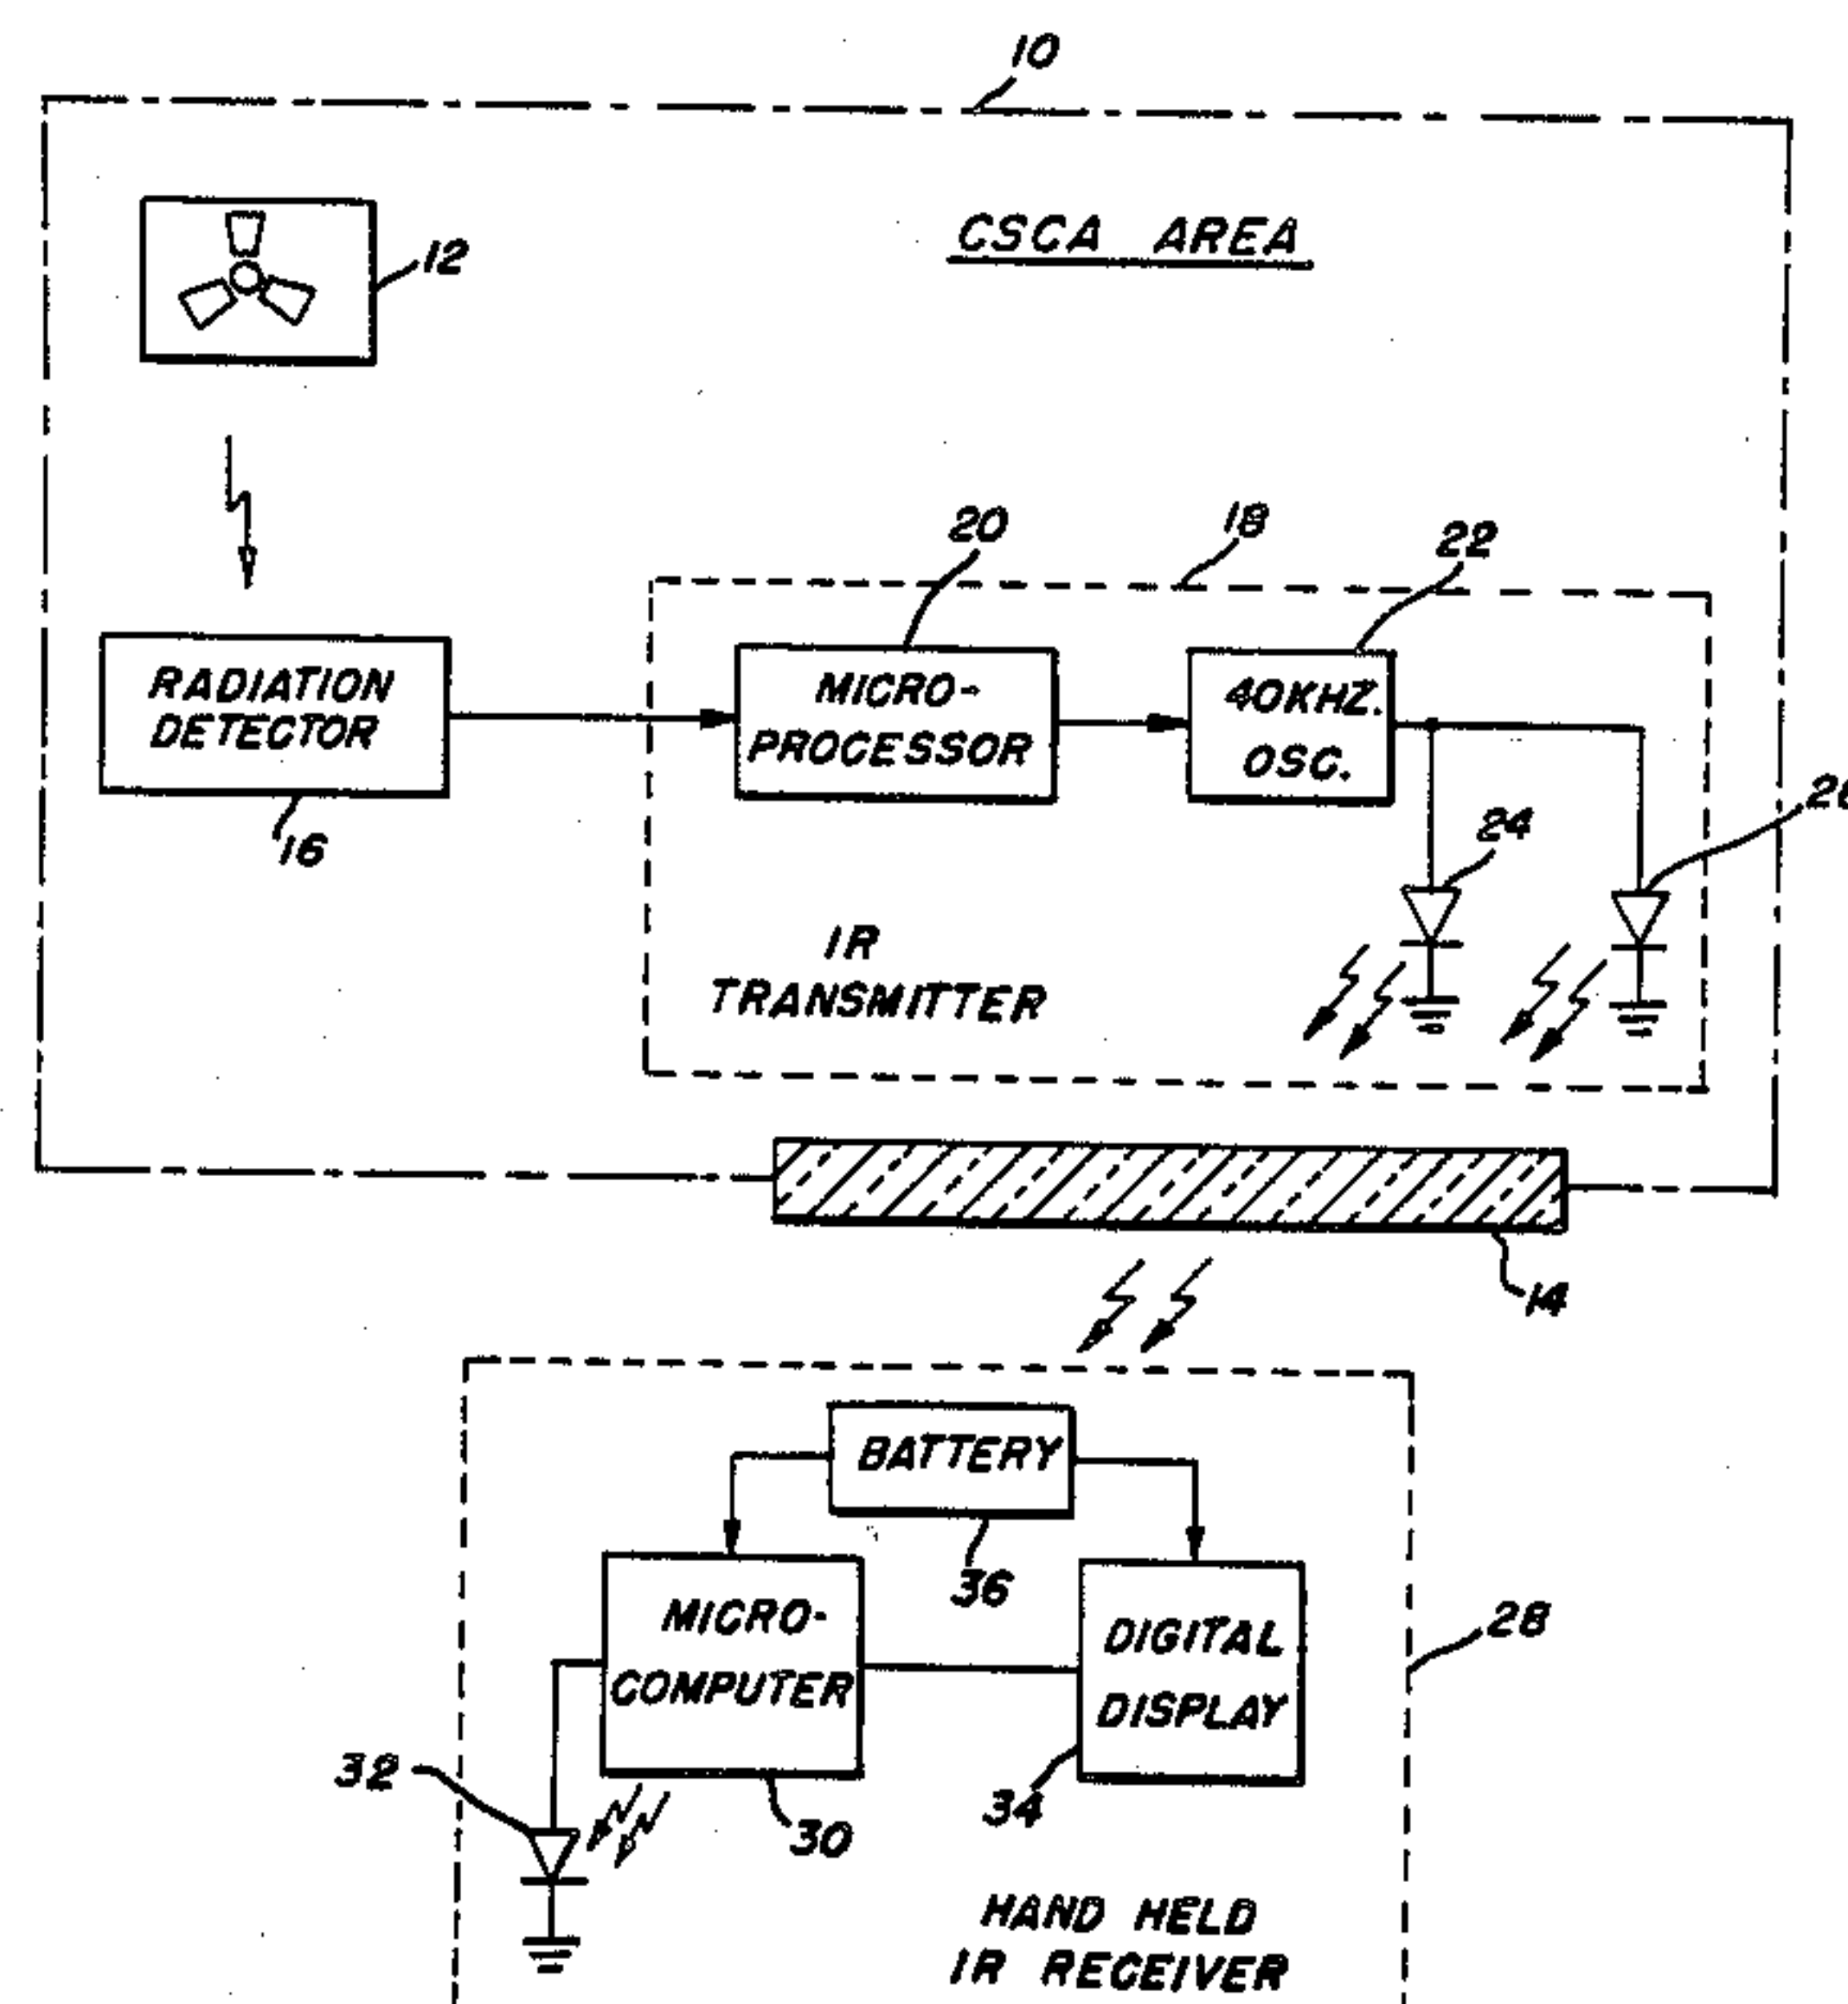 10
CSCA AREA
12
20
18
22
RADIATION
DETECTOR
MICRO-
PROCESSOR
40KHZ.
OSC.
16
24
IR
TRANSMITTER
14
BATTERY
36
MICRO-
COMPUTER
DIGITAL
DISPLAY
28
32
30
34
HAND HELD
IR RECEIVER